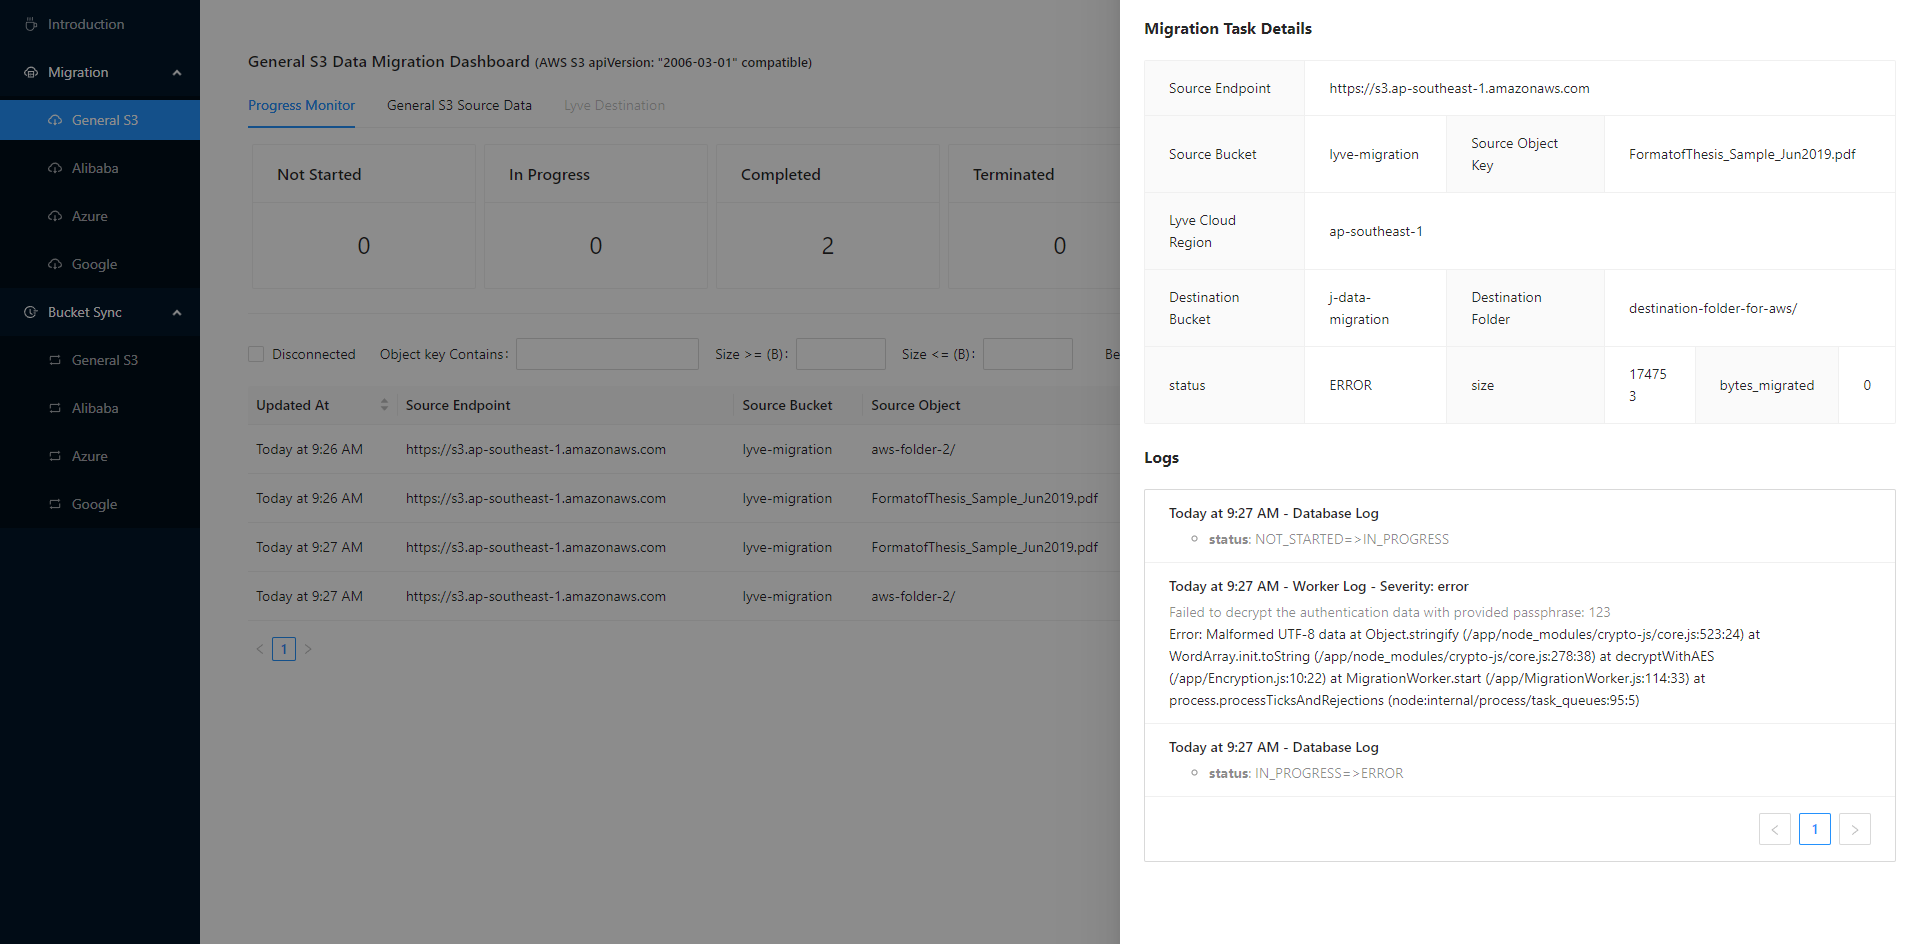 Introduction
Migration
General S3
Alibaba
Azure
Google
Bucket Sync
General S3
Alibaba
Azure
Google
General S3 Data Migration Dashboard (AWS S3 apiVersion: "2006-03-01" compatible)
Progress Monitor General S3 Source Data Lyve Destination
Not Started In Progress Completed Terminated
0 0 2 0
Disconnected Object key Contains: Size >= (B): Size <= (B): Be
Updated At Source Endpoint Source Bucket Source Object
Today at 9:26 AM https://s3.ap-southeast-1.amazonaws.com lyve-migration aws-folder-2/
Today at 9:26 AM https://s3.ap-southeast-1.amazonaws.com lyve-migration FormatofThesis_Sample_Jun2019.pdf
Today at 9:27 AM https://s3.ap-southeast-1.amazonaws.com lyve-migration FormatofThesis_Sample_Jun2019.pdf
Today at 9:27 AM https://s3.ap-southeast-1.amazonaws.com lyve-migration aws-folder-2/
< 1 >
Migration Task Details
Source Endpoint https://s3.ap-southeast-1.amazonaws.com
Source Bucket lyve-migration
Source Object
Key
FormatofThesis_Sample_Jun2019.pdf
Lyve Cloud
Region
ap-southeast-1
Destination
Bucket
j-data-
migration
Destination
Folder
destination-folder-for-aws/
status ERROR size
17475
3
bytes_migrated 0
Logs
Today at 9:27 AM - Database Log
status: NOT_STARTED=>IN_PROGRESS
Today at 9:27 AM - Worker Log - Severity: error
Failed to decrypt the authentication data with provided passphrase: 123
Error: Malformed UTF-8 data at Object.stringify (/app/node_modules/crypto-js/core.js:523:24) at
WordArray.init.toString (/app/node_modules/crypto-js/core.js:278:38) at decryptWithAES
(/app/Encryption.js:10:22) at MigrationWorker.start (/app/MigrationWorker.js:114:33) at
process.processTicksAndRejections (node:internal/process/task_queues:95:5)
Today at 9:27 AM - Database Log
status: IN_PROGRESS=>ERROR
< 1 >